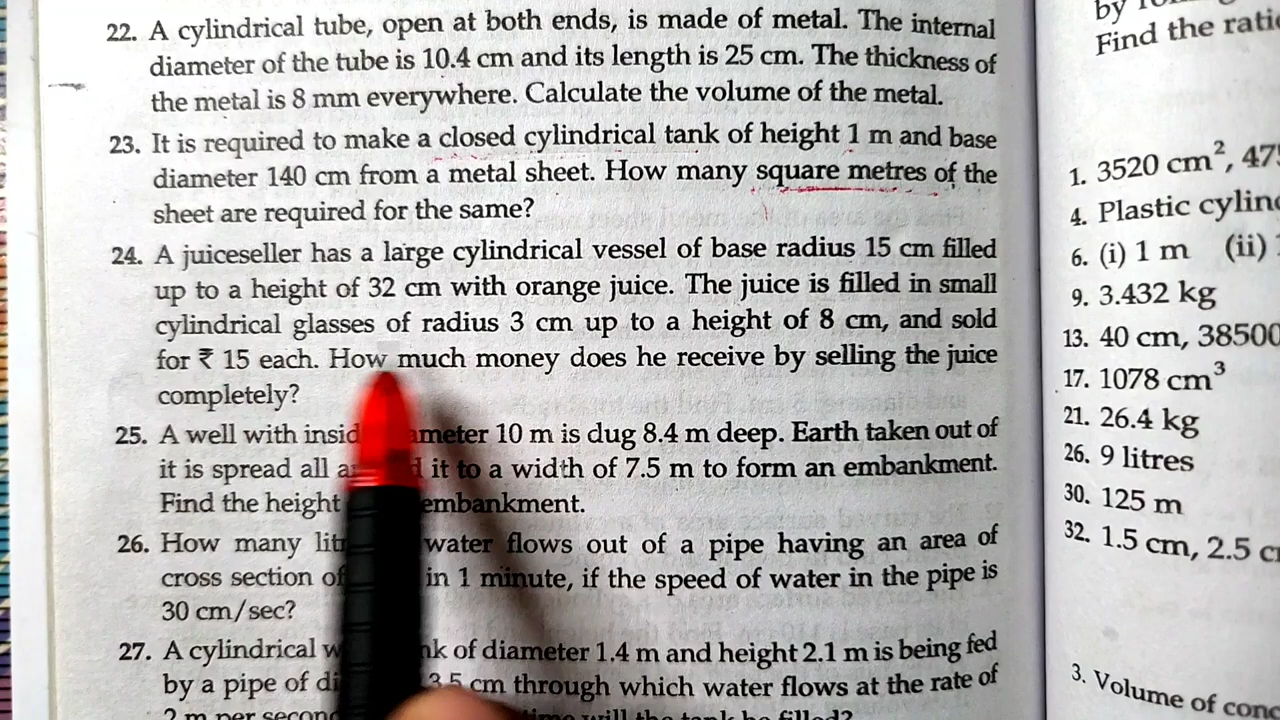 22. A cylindrical tube, open at both ends, is made of metal. The internal
diameter of the tube is 10.4 cm and its length is 25 cm. The thickness of
the metal is 8 mm everywhere. Calculate the volume of the metal.
23. It is required to make a closed cylindrical tank of height 1 m and base
diameter 140 cm from a metal sheet. How many square metres of the
sheet are required for the same?
24. A juiceseller has a large cylindrical vessel of base radius 15 cm filled
up to a height of 32 cm with orange juice. The juice is filled in small
cylindrical glasses of radius 3 cm up to a height of 8 cm, and sold
for ₹ 15 each. How much money does he receive by selling the juice
completely?
25. A well with insid ameter 10 m is dug 8.4 m deep. Earth taken out of
it is spread all a d it to a width of 7.5 m to form an embankment.
Find the height embankment.
26. How many lit water flows out of a pipe having an area of
cross section of in 1 minute, if the speed of water in the pipe is
30 cm/sec?
27. A cylindrical w nk of diameter 1.4 m and height 2.1 m is being fed
by a pipe of di 3.5 cm through which water flows at the rate of
2 m per second time will the tank be filled?
by
Find the rati
1. 3520 cm², 47
4. Plastic cylin
6. (i) 1 m (ii)
9. 3.432 kg
13. 40 cm, 38500
17. 1078 cm³
21. 26.4 kg
26. 9 litres
30. 125 m
32. 1.5 cm, 2.5 c
3. Volume of con